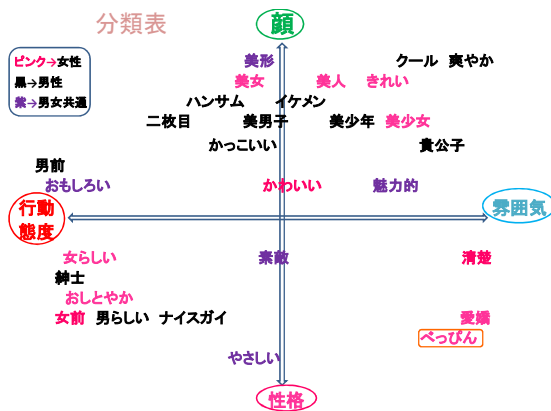 分類表
顔
ピンク→女性
黒→男性
紫→男女共通
美形 クール 爽やか
美女 美人 きれい
ハンサム イケメン
二枚目 美男子 美少年 美少女
かっこいい 貴公子
男前
おもしろい かわいい 魅力的
行動
態度
雰囲気
女らしい 素敵 清楚
紳士
おしとやか
女前 男らしい ナイスガイ 愛嬌
べっぴん
やさしい
性格